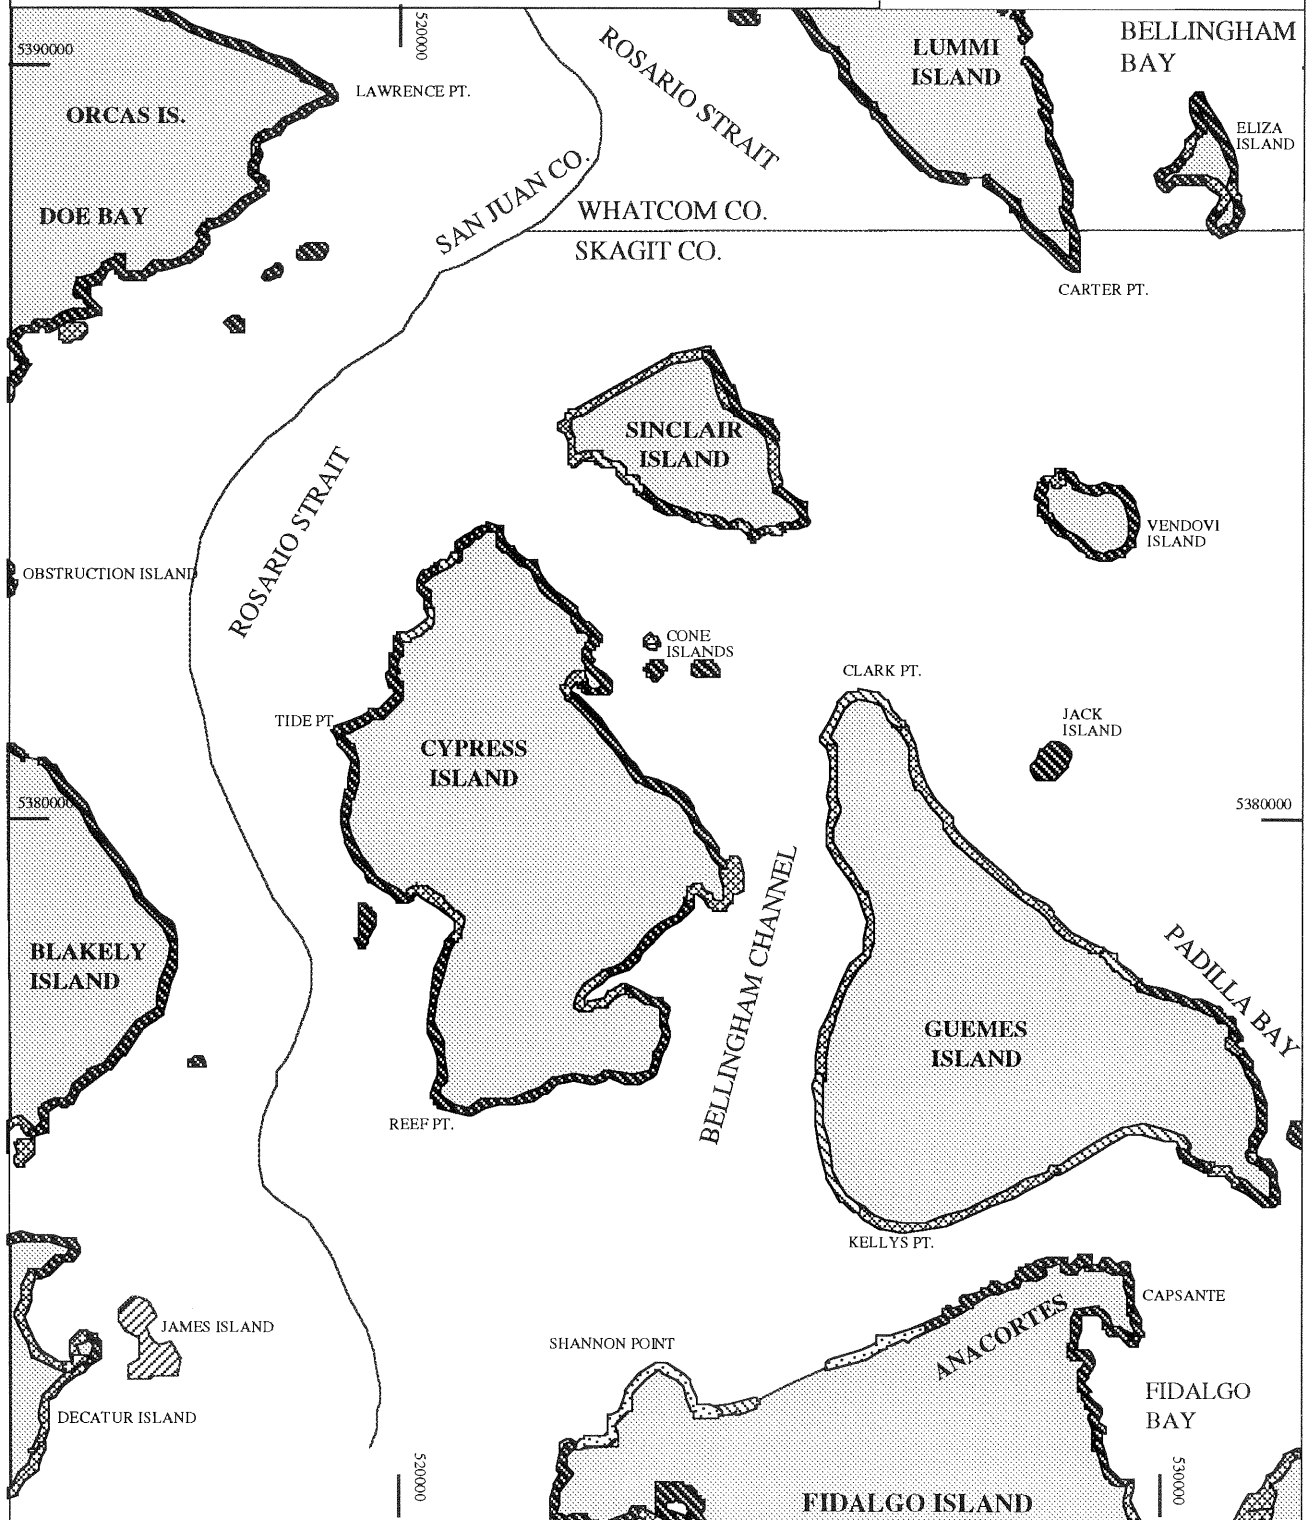 520000
5390000
BELLINGHAM
BAY
ROSARIO STRAIT
LUMMI
ISLAND
LAWRENCE PT.
ORCAS IS.
ELIZA
ISLAND
SAN JUAN CO.
DOE BAY
WHATCOM CO.
SKAGIT CO.
CARTER PT.
SINCLAIR
ISLAND
ROSARIO STRAIT
VENDOVI
ISLAND
OBSTRUCTION ISLAND
CONE
ISLANDS
CLARK PT.
TIDE PT.
JACK
ISLAND
CYPRESS
ISLAND
5380000
5380000
BELLINGHAM CHANNEL
PADILLA BAY
BLAKELY
ISLAND
GUEMES
ISLAND
REEF PT.
KELLYS PT.
CAPSANTE
JAMES ISLAND
ANACORTES
SHANNON POINT
FIDALGO
BAY
DECATUR ISLAND
520000
530000
FIDALGO ISLAND